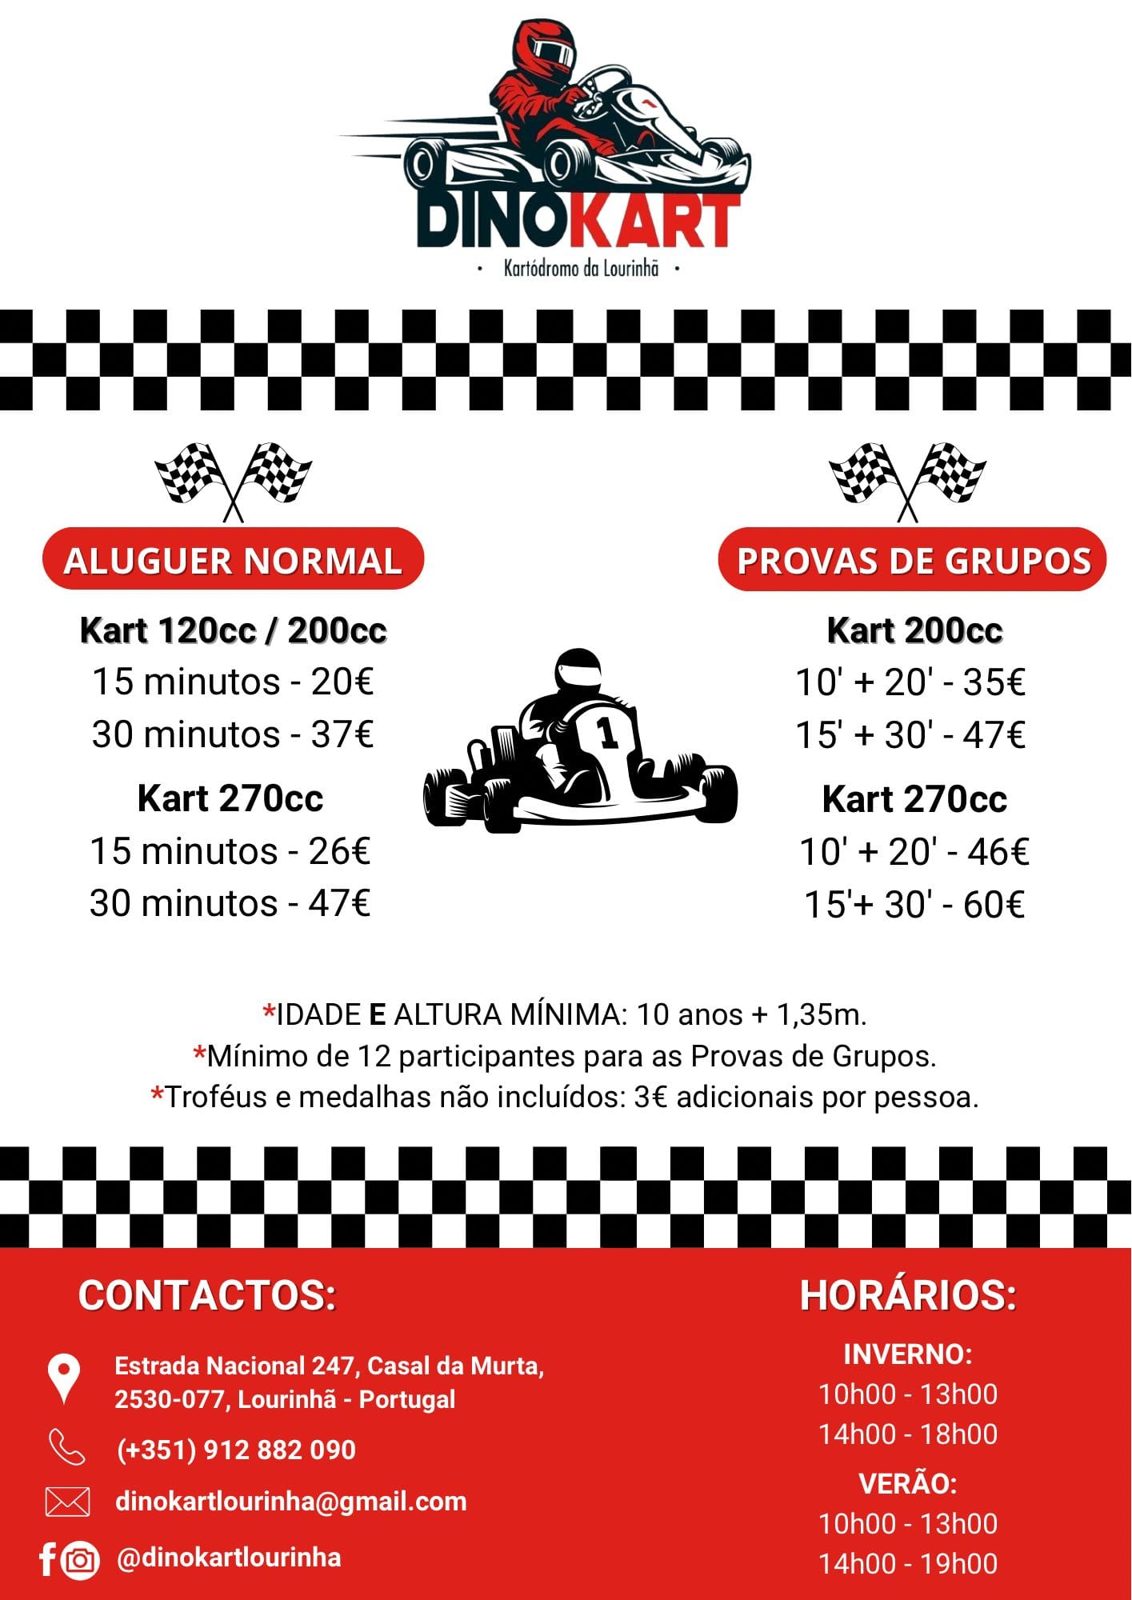 DINOKART
· Kartódromo da Lourinhã ·
ALUGUER NORMAL
Kart 120cc / 200cc
15 minutos - 20€
30 minutos - 37€
Kart 270cc
15 minutos - 26€
30 minutos - 47€
1
PROVAS DE GRUPOS
Kart 200cc
10' + 20' - 35€
15' + 30' - 47€
Kart 270cc
10' + 20' - 46€
15'+ 30' - 60€
*IDADE E ALTURA MÍNIMA: 10 anos + 1,35m.
*Mínimo de 12 participantes para as Provas de Grupos.
*Troféus e medalhas não incluídos: 3€ adicionais por pessoa.
CONTACTOS:
Estrada Nacional 247, Casal da Murta,
2530-077, Lourinhã - Portugal
(+351) 912 882 090
dinokartlourinha@gmail.com
@dinokartlourinha
HORÁRIOS:
INVERNO:
10h00 - 13h00
14h00 - 18h00
VERÃO:
10h00 - 13h00
14h00 - 19h00